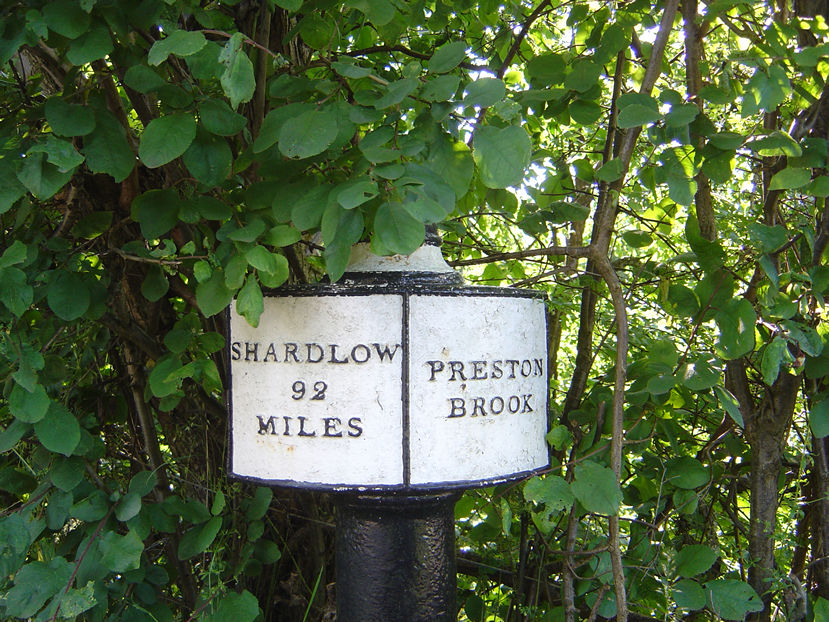 SHARDLOW
92
MILES
PRESTON
BROOK